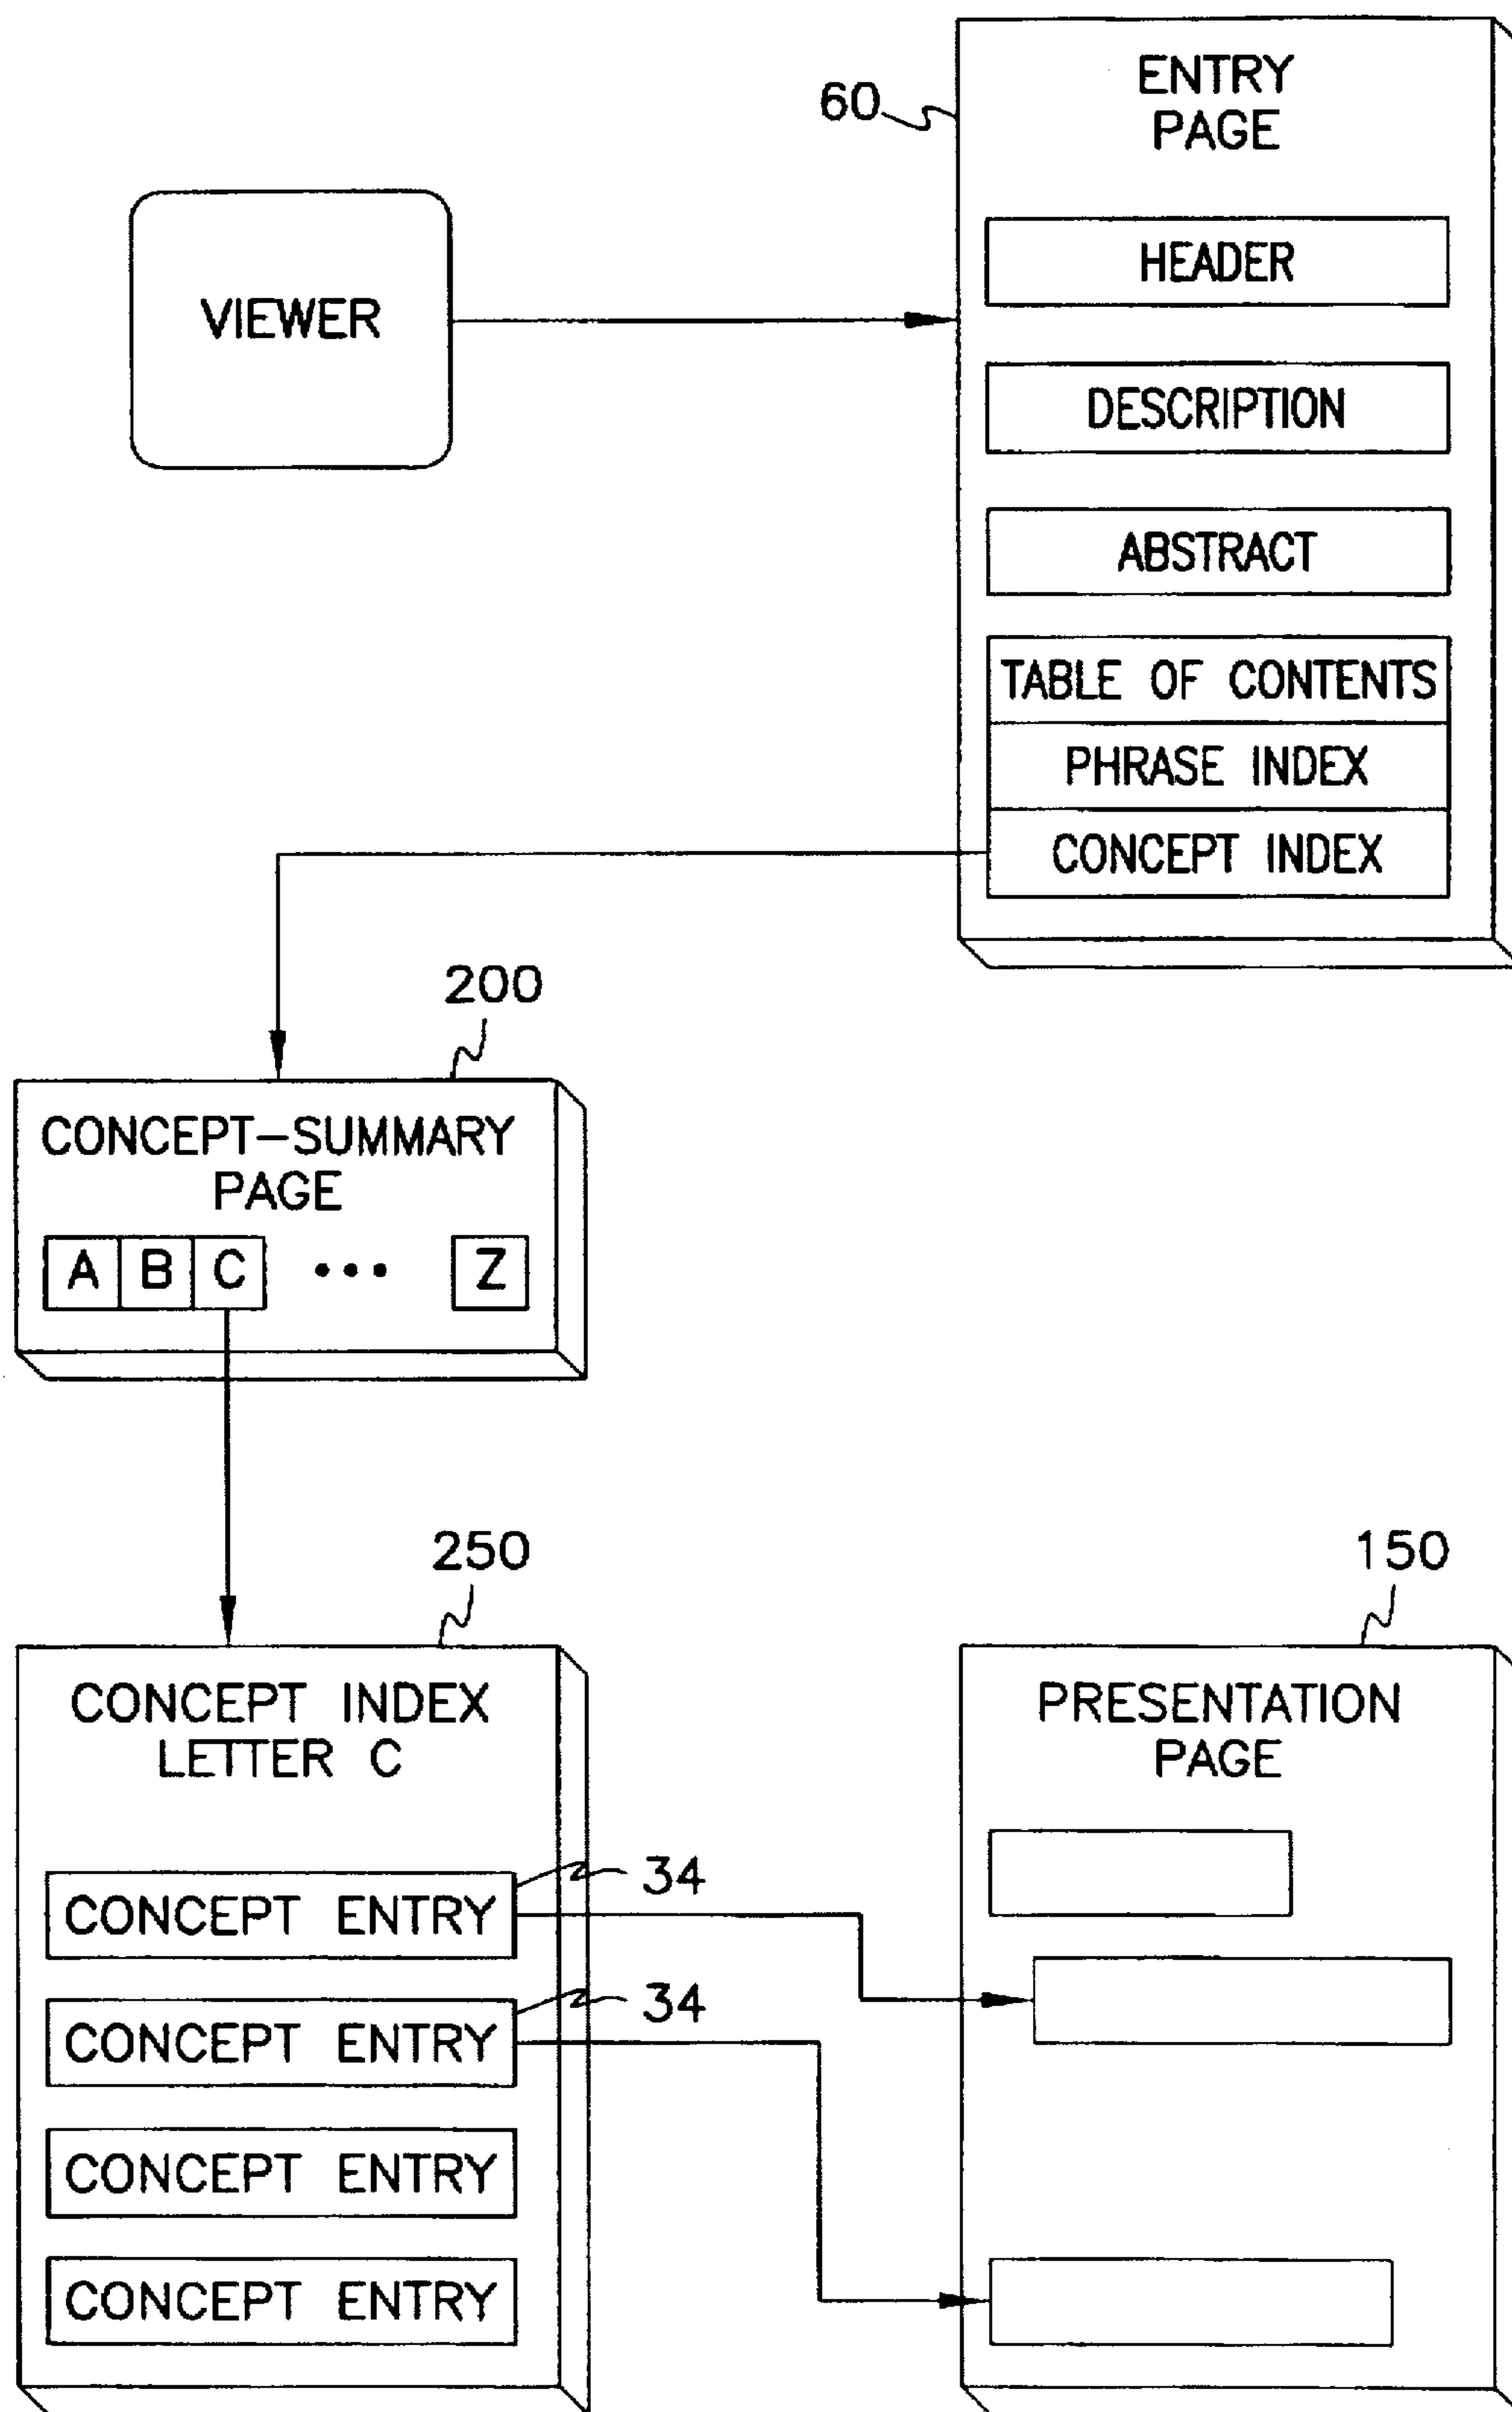 ENTRY
PAGE
60
HEADER
VIEWER
DESCRIPTION
ABSTRACT
TABLE OF CONTENTS
PHRASE INDEX
CONCEPT INDEX
200
CONCEPT-SUMMARY
PAGE
A B C ••• Z
250
CONCEPT INDEX
LETTER C
CONCEPT ENTRY
34
CONCEPT ENTRY
34
CONCEPT ENTRY
CONCEPT ENTRY
150
PRESENTATION
PAGE